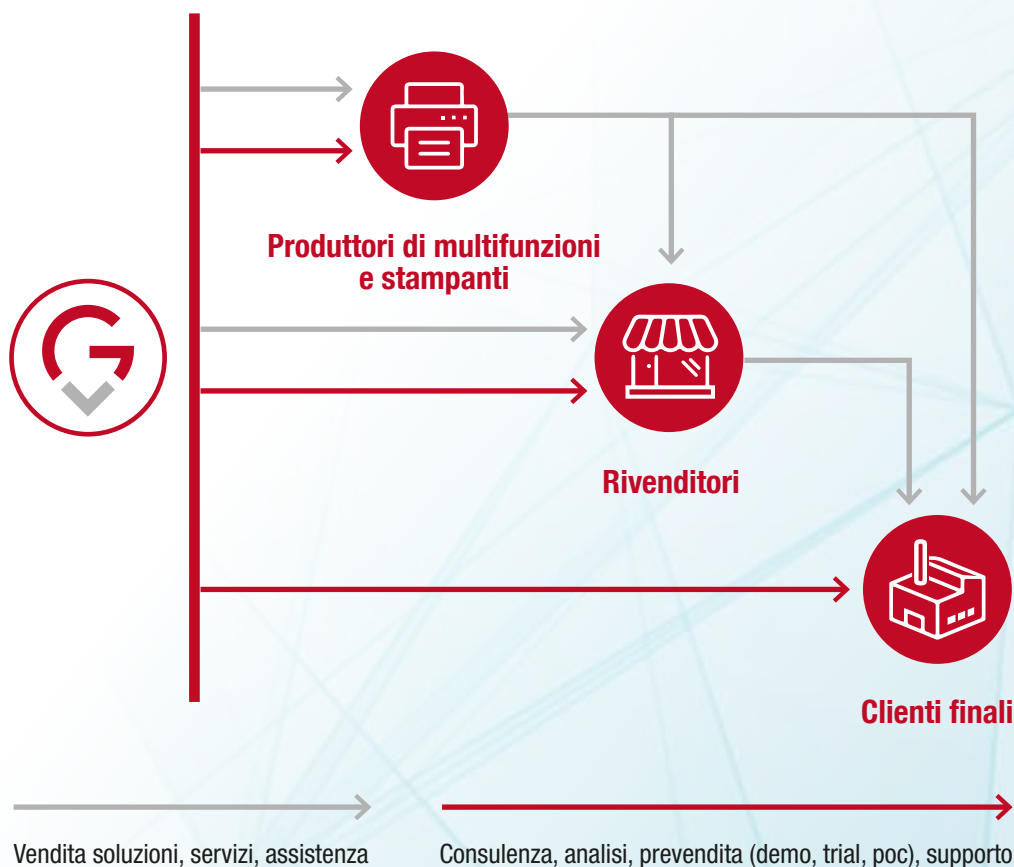 Produttori di multifunzioni
e stampanti
G
Rivenditori
Clienti finali
Vendita soluzioni, servizi, assistenza
Consulenza, analisi, prevendita (demo, trial, poc), supporto